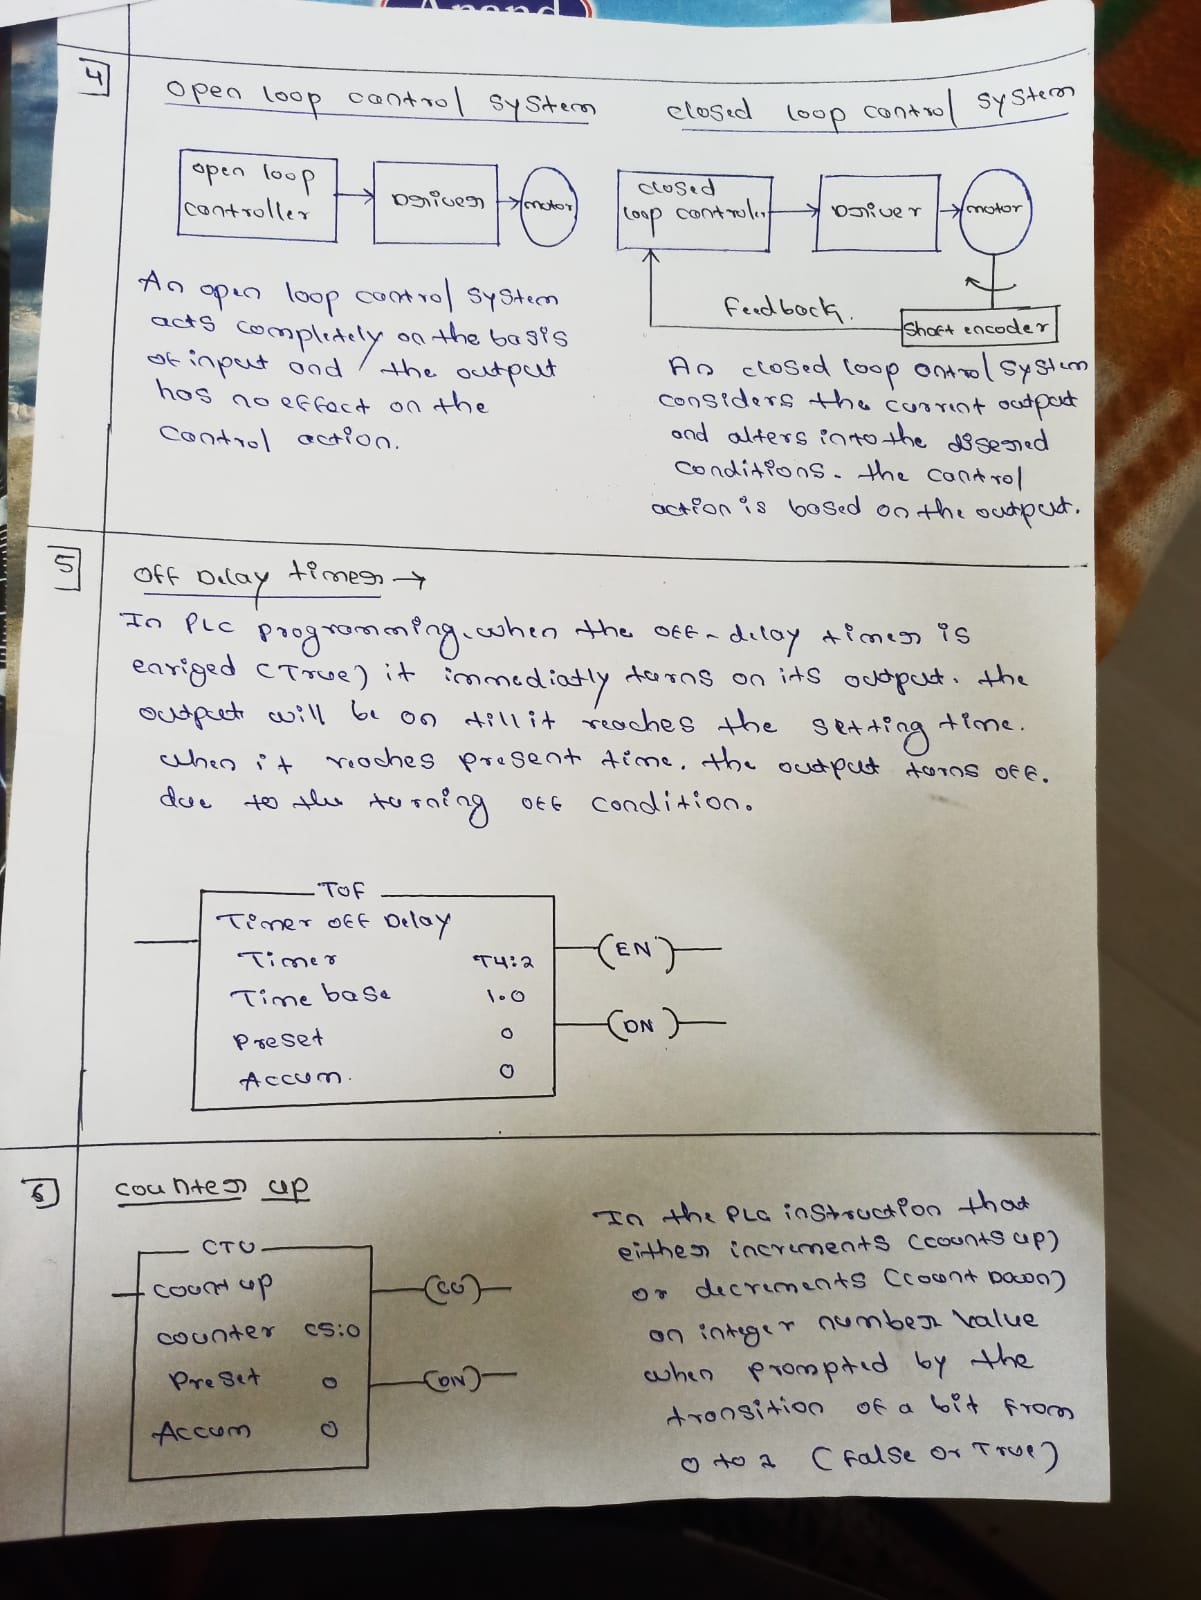 Anand
4
open loop control system
closed loop control system
open loop
controller
Driver
motor
closed
loop controler
Driver
motor
Feedback.
Shaft encoder
An open loop control system
acts completely on the basis
of input and the output
has no effect on the
control action.
An closed loop ontrol system
considers the current output
and alters into the disered
conditions. the control
action is based on the output.
5
off Delay timer →
In PLC programming, when the off-delay timer is
enriged (True) it immediatly turns on its output. the
output will be on till it reaches the setting time.
when it reaches present time, the output turns off.
due to the turning off condition.
TOF
Timer off Delay
Timer T4:2
Time base 1.0
Preset 0
Accum. 0
(EN)
(DN)
6
counter up
CTU
count up
counter C5:0
Preset 0
Accum 0
(CU)
(DN)
In the PLC instruction that
either increments (counts up)
or decrements (count Down)
an integer number value
when prompted by the
transition of a bit from
0 to 2 (False or True)